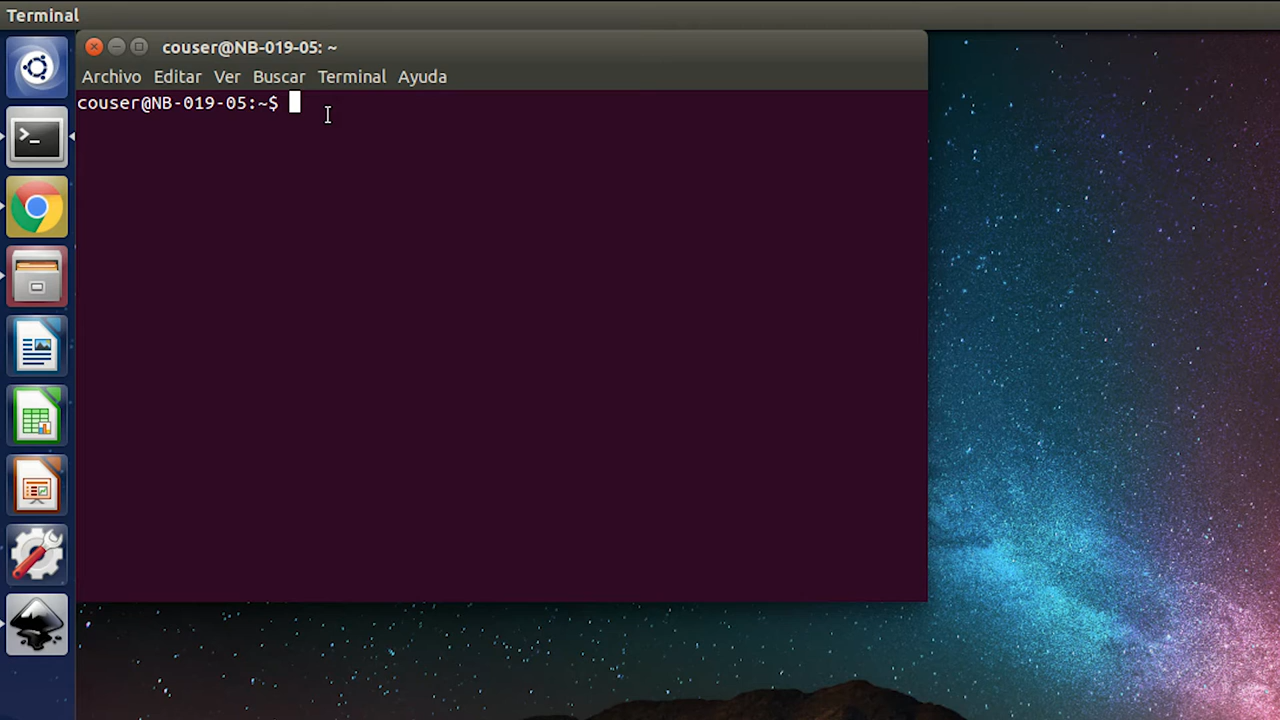 Terminal
couser@NB-019-05: ~
Archivo Editar Ver Buscar Terminal Ayuda
couser@NB-019-05:~$